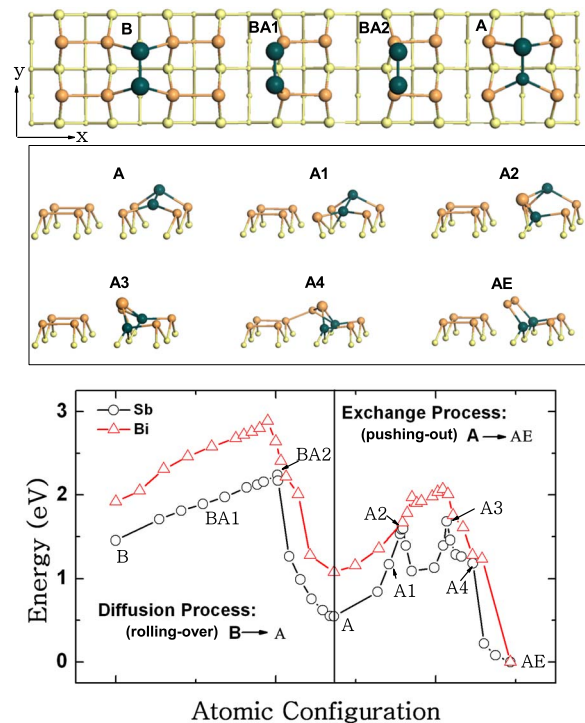 B BA1 BA2 A
y
x
A A1 A2
A3 A4 AE
Sb
Bi
Exchange Process:
(pushing-out) A → AE
BA2
A2
A3
BA1
B
A1
A4
A
Diffusion Process:
(rolling-over) B → A
AE
3
2
1
0
Energy (eV)
Atomic Configuration